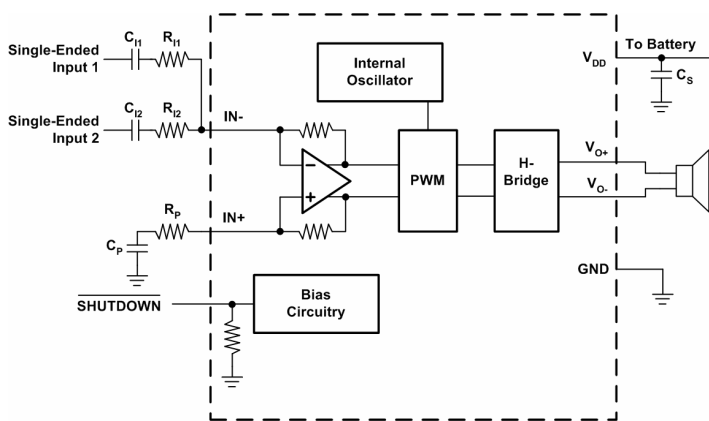 Single-Ended
Input 1
C_I1
R_I1
Single-Ended
Input 2
C_I2
R_I2
IN-
Internal
Oscillator
V_DD
To Battery
C_S
−
+
PWM
H-
Bridge
V_O+
V_O-
R_P
IN+
C_P
GND
SHUTDOWN
Bias
Circuitry